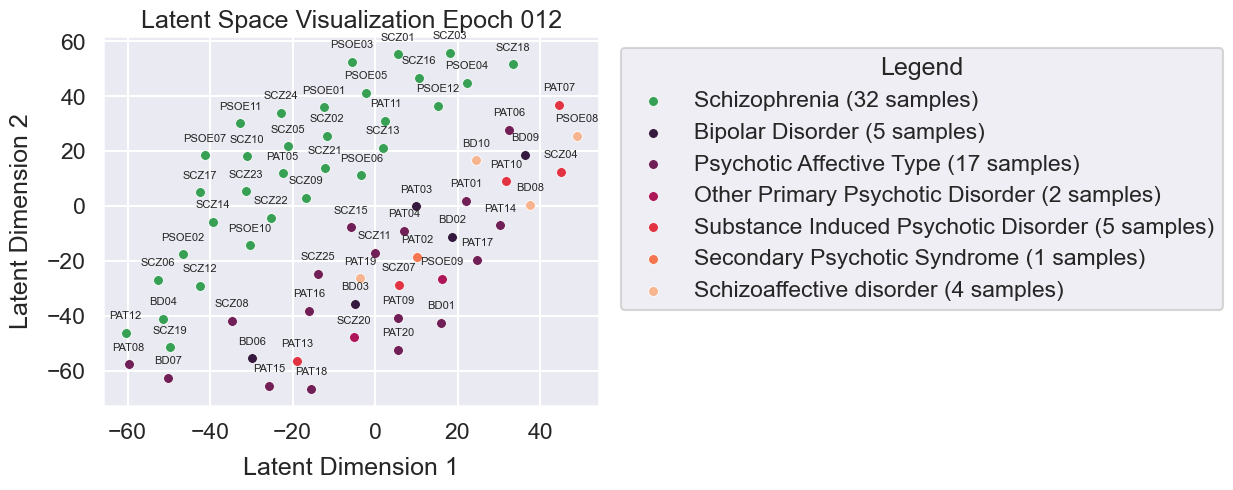 Latent Space Visualization Epoch 012
60
40
20
0
−20
−40
−60
Latent Dimension 2
−60
−40
−20
0
20
40
Latent Dimension 1
SCZ01
SCZ03
PSOE03
SCZ18
SCZ16
PSOE04
PSOE05
PAT07
PSOE12
PSOE01
SCZ24
PAT11
PSOE11
PAT06
SCZ02
PSOE08
SCZ05
SCZ13
BD09
PSOE07
SCZ10
BD10
PAT05
SCZ21
PSOE06
PAT10
SCZ04
SCZ17
SCZ23
SCZ09
PAT03
PAT01
BD08
SCZ14
SCZ22
SCZ15
PAT04
BD02
PAT14
PSOE02
PSOE10
SCZ11
PAT02
PAT17
SCZ06
SCZ12
SCZ25
PAT19
SCZ07
PSOE09
BD04
SCZ08
PAT16
BD03
PAT09
BD01
PAT12
SCZ19
BD06
PAT13
SCZ20
PAT20
PAT08
BD07
PAT15
PAT18
Legend
Schizophrenia (32 samples)
Bipolar Disorder (5 samples)
Psychotic Affective Type (17 samples)
Other Primary Psychotic Disorder (2 samples)
Substance Induced Psychotic Disorder (5 samples)
Secondary Psychotic Syndrome (1 samples)
Schizoaffective disorder (4 samples)